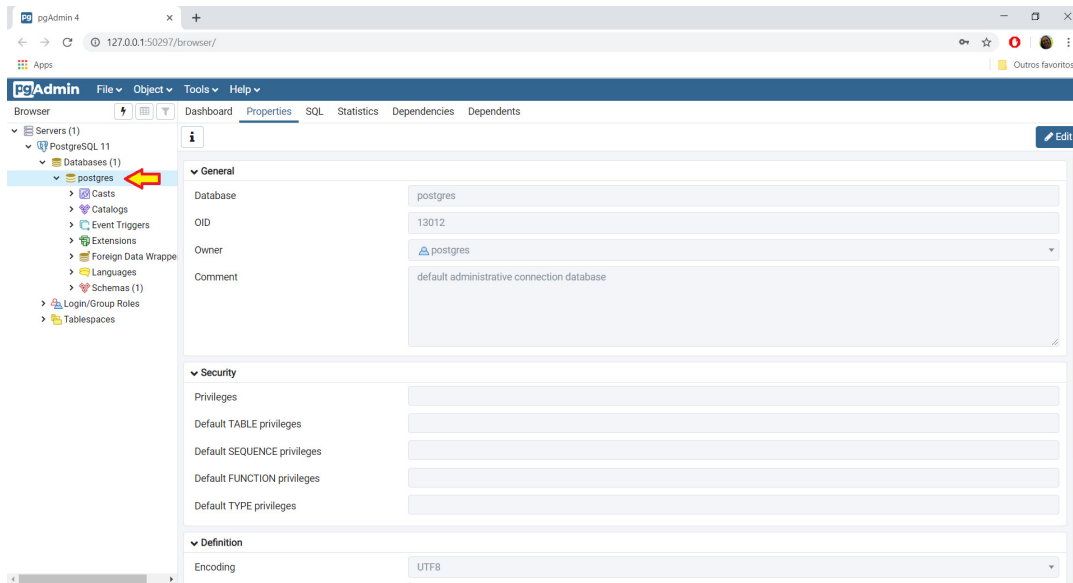 pgAdmin 4
127.0.0.1:50297/browser/
Apps
Outros favoritos
pgAdmin File Object Tools Help
Browser Dashboard Properties SQL Statistics Dependencies Dependents
Servers (1)
PostgreSQL 11
Databases (1)
postgres
Casts
Catalogs
Event Triggers
Extensions
Foreign Data Wrappe
Languages
Schemas (1)
Login/Group Roles
Tablespaces
i
Edit
General
Database postgres
OID 13012
Owner postgres
Comment default administrative connection database
Security
Privileges
Default TABLE privileges
Default SEQUENCE privileges
Default FUNCTION privileges
Default TYPE privileges
Definition
Encoding UTF8